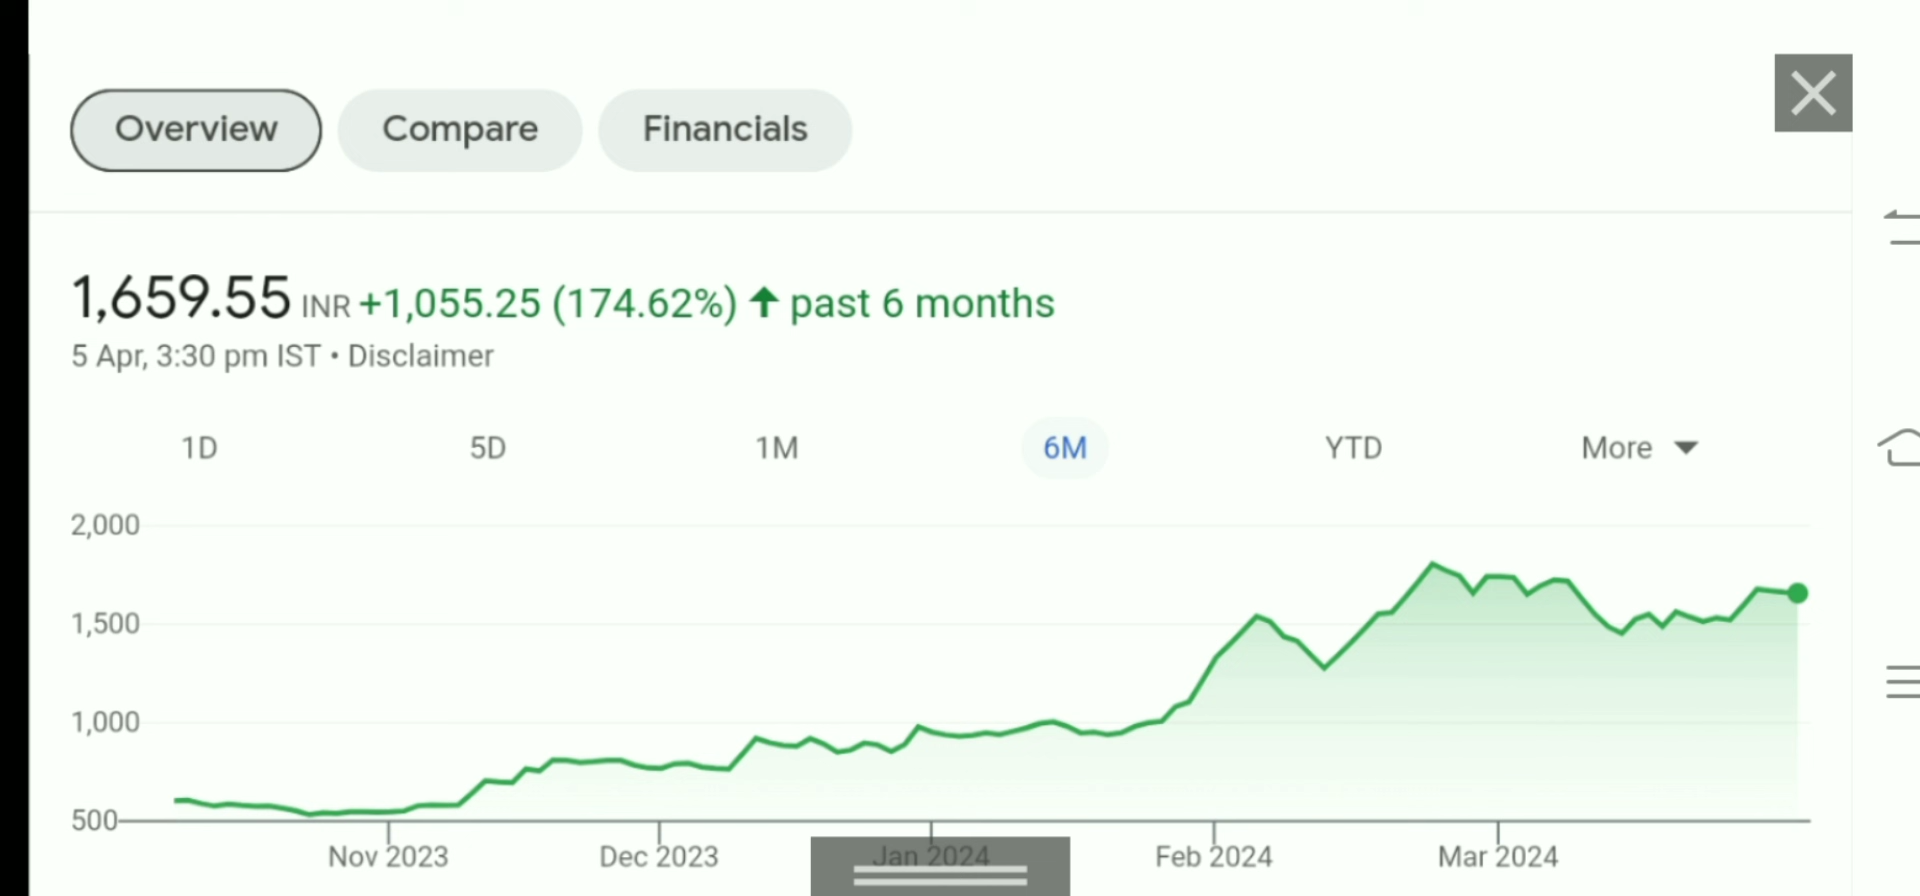 Overview Compare Financials
1,659.55 INR +1,055.25 (174.62%) ↑ past 6 months
5 Apr, 3:30 pm IST • Disclaimer
1D 5D 1M 6M YTD More
2,000
1,500
1,000
500
Nov 2023 Dec 2023 Jan 2024 Feb 2024 Mar 2024